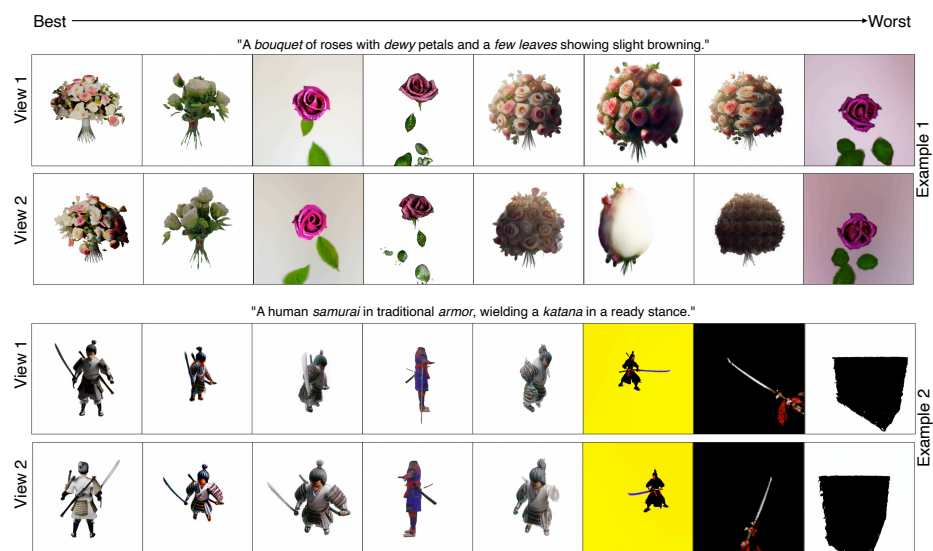 Best
Worst
"A bouquet of roses with dewy petals and a few leaves showing slight browning."
View 1
View 2
Example 1
"A human samurai in traditional armor, wielding a katana in a ready stance."
View 1
View 2
Example 2